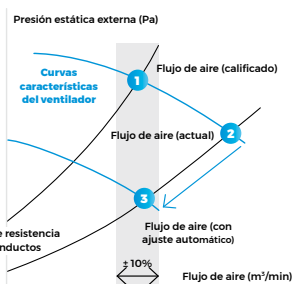 Presión estática externa (Pa)
Flujo de aire (calificado)
Curvas
características
del ventilador
1
Flujo de aire (actual)
2
3
e resistencia
nductos
Flujo de aire (con
ajuste automático)
± 10%
Flujo de aire (m³/min)